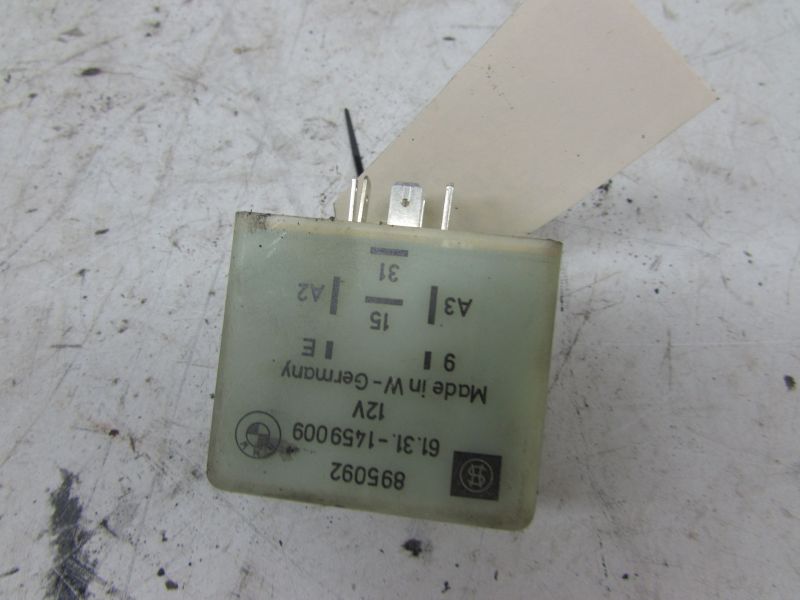 895092
61.31.-1459009
12V
Made in W-Germany
9 E
15
A3 A2
31